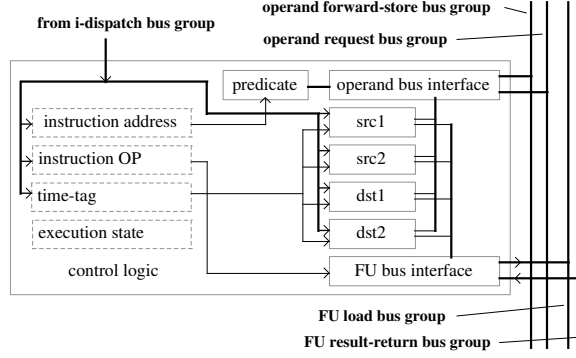 operand forward-store bus group
from i-dispatch bus group
operand request bus group
predicate
operand bus interface
instruction address
src1
instruction OP
src2
time-tag
dst1
execution state
dst2
control logic
FU bus interface
FU load bus group
FU result-return bus group